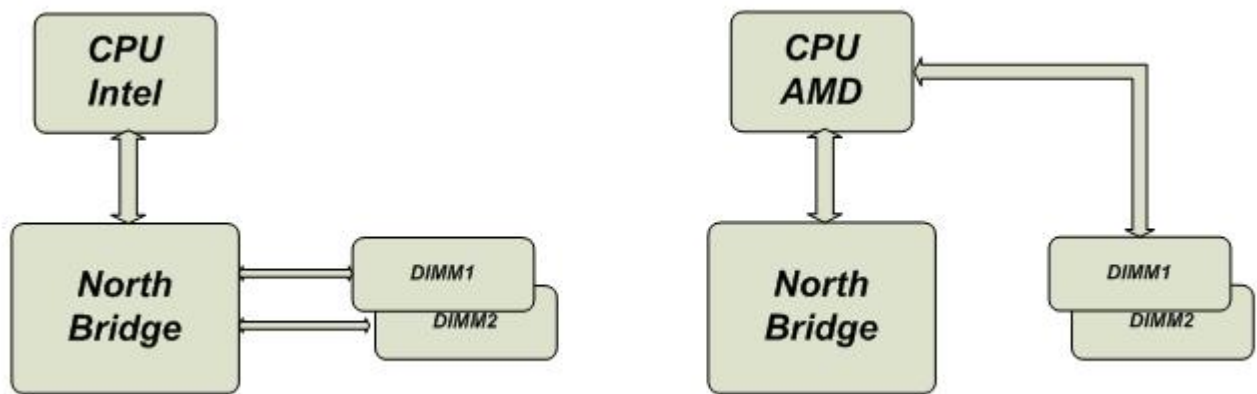 CPU
Intel
North
Bridge
DIMM1
DIMM2
CPU
AMD
North
Bridge
DIMM1
DIMM2